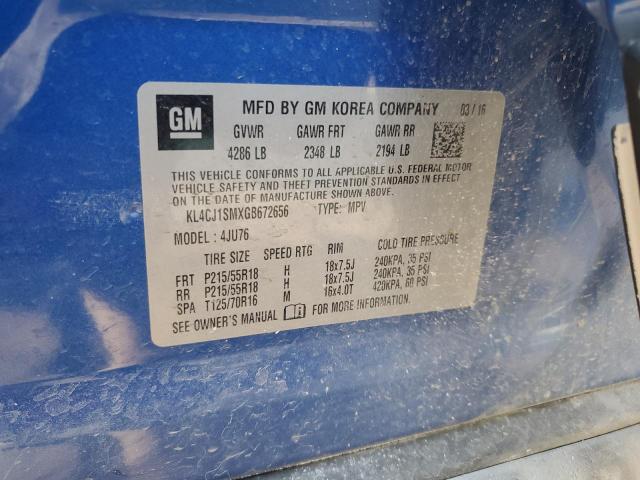 GM
MFD BY GM KOREA COMPANY 03/16
GVWR GAWR FRT GAWR RR
4286 LB 2348 LB 2194 LB
THIS VEHICLE CONFORMS TO ALL APPLICABLE U.S. FEDERAL MOTOR
VEHICLE SAFETY AND THEFT PREVENTION STANDARDS IN EFFECT
ON THE DATE OF MANUFACTURE SHOWN ABOVE.
KL4CJ1SMXGB672656 TYPE: MPV
MODEL : 4JU76
TIRE SIZE SPEED RTG RIM COLD TIRE PRESSURE
FRT P215/55R18 H 18x7.5J 240KPA, 35 PSI
RR P215/55R18 H 18x7.5J 240KPA, 35 PSI
SPA T125/70R16 M 16x4.0T 420KPA, 60 PSI
SEE OWNER'S MANUAL FOR MORE INFORMATION.